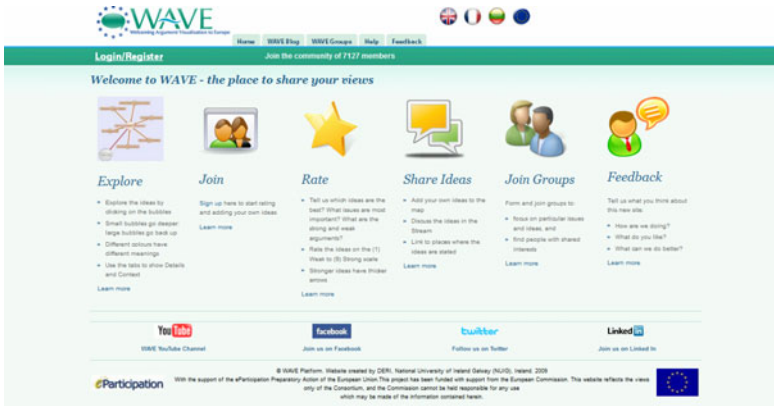 WAVE
Welcoming Argument Visualisation to Europe
Home WAVE Blog WAVE Groups Help Feedback
Login/Register Join the community of 7127 members
Welcome to WAVE - the place to share your views
Explore
Explore the ideas by
clicking on the bubbles
Small bubbles go deeper
large bubbles go back up
Different colours have
different meanings
Use the tabs to show Details
and Context
Learn more
Join
Sign up here to start rating
and adding your own ideas
Learn more
Rate
Tell us which ideas are the
best? What issues are most
important? What are the
strong and weak
arguments?
Rate the ideas on the (1)
Weak to (5) Strong scale
Stronger ideas have thicker
arrows
Learn more
Share Ideas
Add your own ideas to the
map
Discuss the ideas in the
Stream
Link to places where the
ideas are stated
Learn more
Join Groups
Form and join groups to:
focus on particular issues
and ideas, and
find people with shared
interests
Learn more
Feedback
Tell us what you think about
this new site.
How are we doing?
What do you like?
What can we do better?
Learn more
YouTube
WAVE YouTube Channel
facebook
Join us on Facebook
twitter
Follow us on Twitter
Linked in
Join us on Linked In
eParticipation
© WAVE Platform. Website created by DERI, National University of Ireland Galway (NUIG), Ireland, 2009
With the support of the eParticipation Preparatory Action of the European Union.This project has been funded with support from the European Commission. This website reflects the views
only of the Consortium, and the Commission cannot be held responsible for any use
which may be made of the information contained herein.